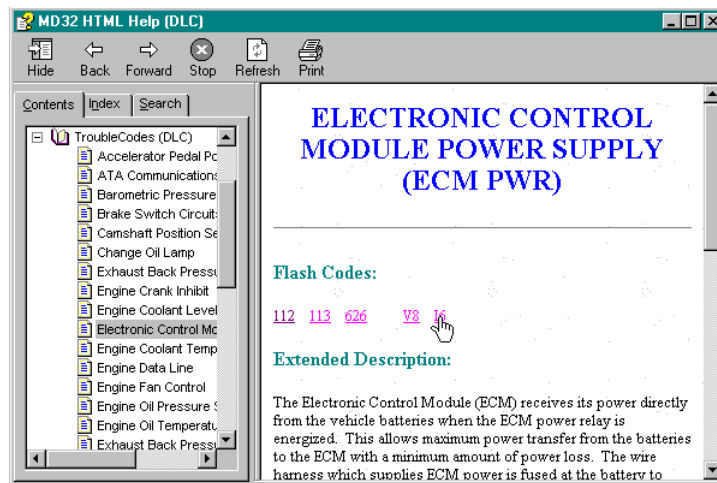 MD32 HTML Help (DLC)
Hide Back Forward Stop Refresh Print
Contents Index Search
TroubleCodes (DLC)
Accelerator Pedal Po
ATA Communications
Barometric Pressure
Brake Switch Circuit
Camshaft Position Se
Change Oil Lamp
Exhaust Back Pressu
Engine Crank Inhibit
Engine Coolant Level
Electronic Control Mo
Engine Coolant Temp
Engine Data Line
Engine Fan Control
Engine Oil Pressure S
Engine Oil Temperatu
Exhaust Back Pressu
ELECTRONIC CONTROL
MODULE POWER SUPPLY
(ECM PWR)
Flash Codes:
112 113 626 V8 I6
Extended Description:
The Electronic Control Module (ECM) receives its power directly
from the vehicle batteries when the ECM power relay is
energized. This allows maximum power transfer from the batteries
to the ECM with a minimum amount of power loss. The wire
harness which supplies ECM power is fused at the battery to